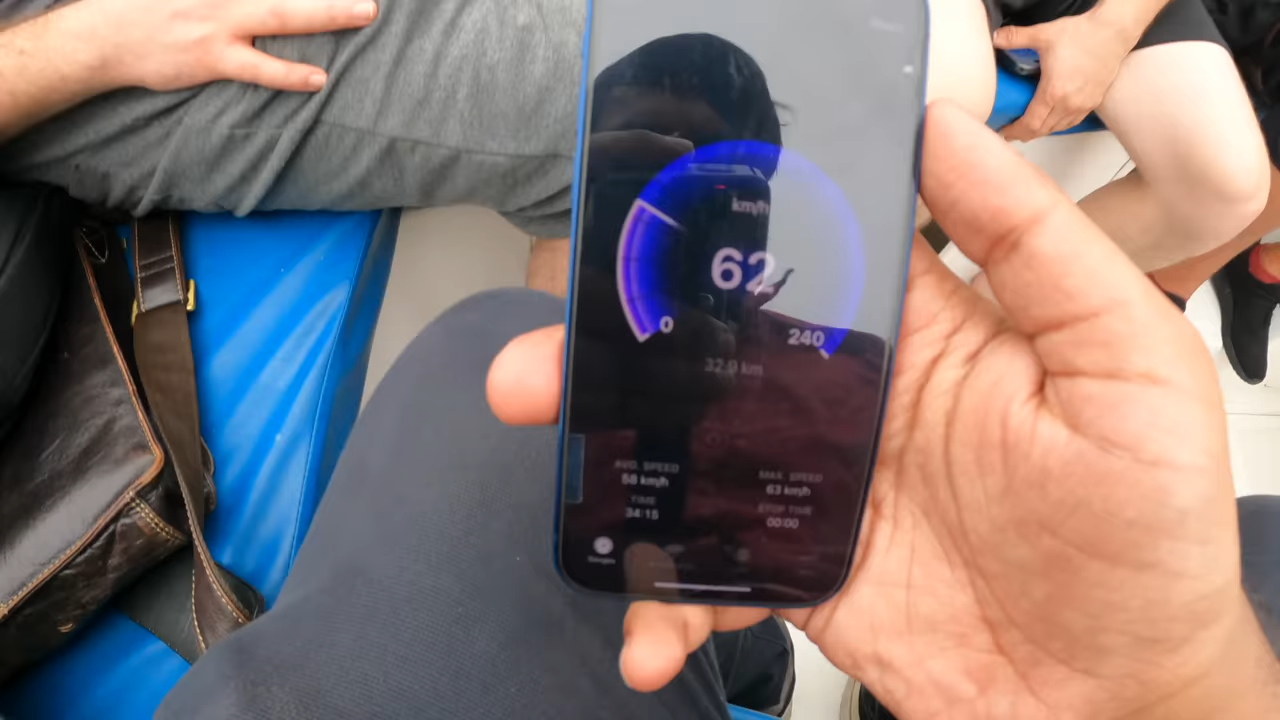 km/h
62
0
240
32.9 km
AVG. SPEED
58 km/h
MAX. SPEED
63 km/h
TIME
34:15
STOP TIME
00:00